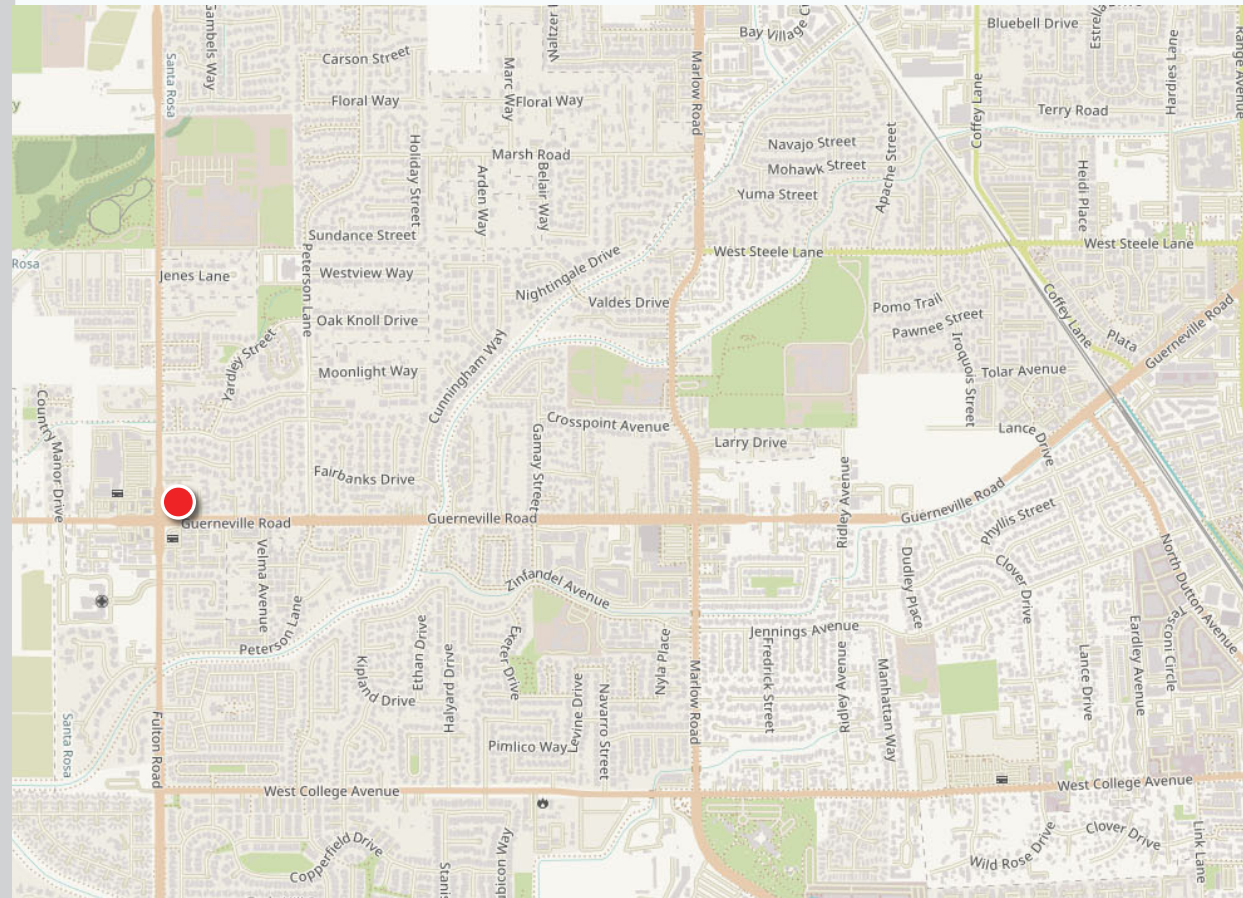 Gambels Way
Waltzer
Bay Village C
Bluebell Drive
Estrella Drive
Range Avenue
Hardies Lane
Santa Rosa
Carson Street
Marc Way
Marlow Road
Coffey Lane
Floral Way
Floral Way
Terry Road
y
Holiday Street
Marsh Road
Navajo Street
Mohawk Street
Apache Street
Heidi Place
Arden Way
Belair Way
Yuma Street
Sundance Street
West Steele Lane
West Steele Lane
Rosa
Jenes Lane
Peterson Lane
Westview Way
Nightingale Drive
Valdes Drive
Pomo Trail
Coffey Lane
Oak Knoll Drive
Pawnee Street
Plata
Guerneville Road
Yardley Street
Moonlight Way
Cunningham Way
Iroquois Street
Tolar Avenue
Country Manor Drive
Crosspoint Avenue
Gamay Street
Larry Drive
Lance Drive
Fairbanks Drive
Ridley Avenue
Guerneville Road
Guerneville Road
Guerneville Road
Phyllis Street
Velma Avenue
Dudley Place
Clover Drive
North Dutton Avenue
Zinfandel Avenue
Peterson Lane
Jennings Avenue
Tesconi Circle
Ethan Drive
Halyard Drive
Exeter Drive
Nyla Place
Fredrick Street
Ridley Avenue
Manhattan Way
Lance Drive
Eardley Avenue
Kipland Drive
Levine Drive
Navarro Street
Marlow Road
Santa Rosa
Fulton Road
Pimlico Way
West College Avenue
West College Avenue
Copperfield Drive
Stanis
bicon Way
Wild Rose Drive
Clover Drive
Link Lane